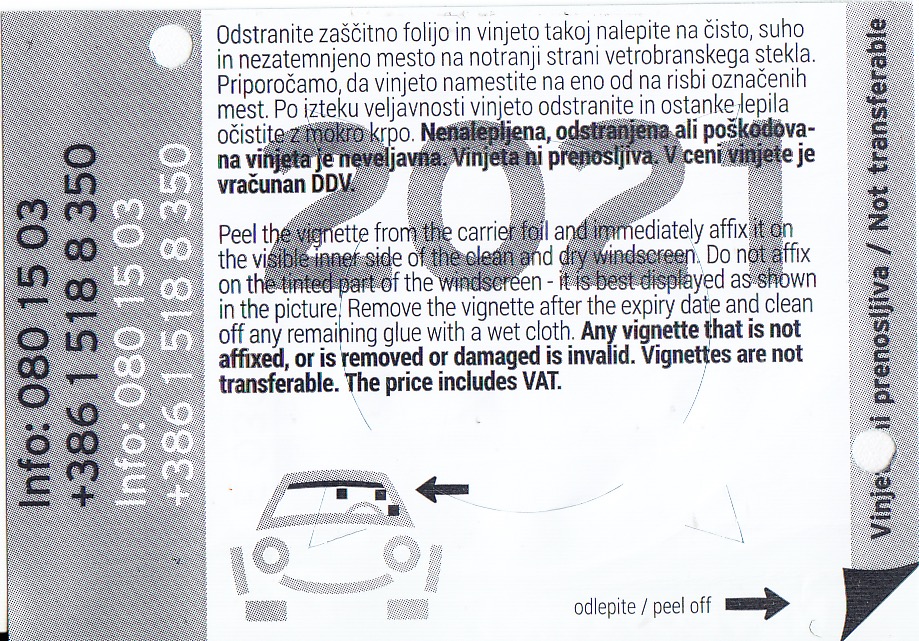 Odstranite zaščitno folijo in vinjeto takoj nalepite na čisto, suho
in nezatemnjeno mesto na notranji strani vetrobranskega stekla.
Priporočamo, da vinjeto namestite na eno od na risbi označenih
mest. Po izteku veljavnosti vinjeto odstranite in ostanke lepila
očistite z mokro krpo. Nenalepljena, odstranjena ali poškodova-
na vinjeta je neveljavna. Vinjeta ni prenosljiva. V ceni vinjete je
vračunan DDV.
2021
Peel the vignette from the carrier foil and immediately affix it on
the visible inner side of the clean and dry windscreen. Do not affix
on the tinted part of the windscreen - it is best displayed as shown
in the picture. Remove the vignette after the expiry date and clean
off any remaining glue with a wet cloth. Any vignette that is not
affixed, or is removed or damaged is invalid. Vignettes are not
transferable. The price includes VAT.
odlepite / peel off
Info: 080 15 03
+386 1 518 8 350
Info: 080 15 03
+386 1 518 8 350
prenosljiva / Not transferable